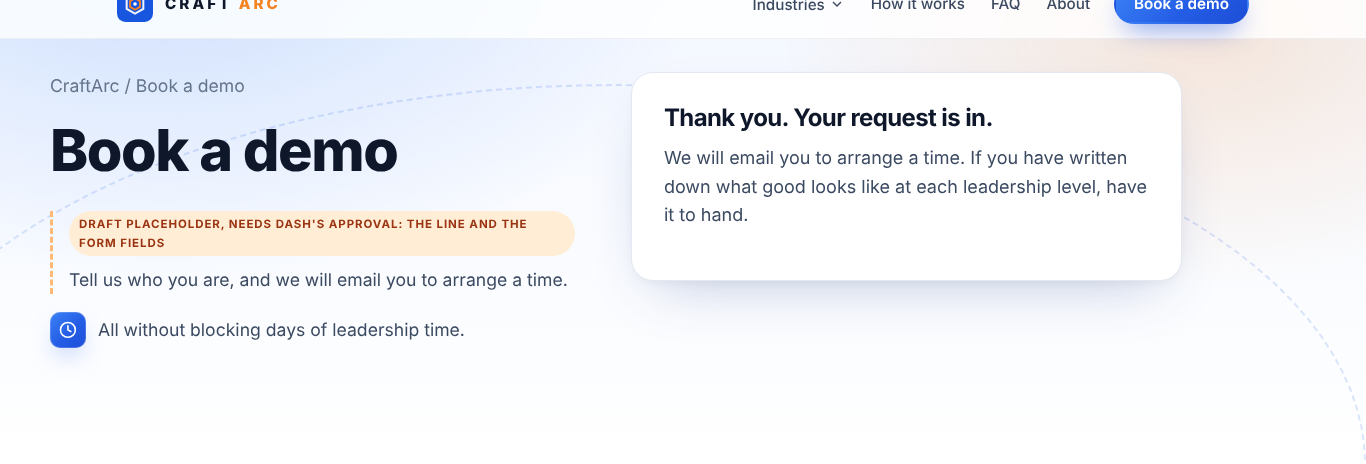 CRAFT ARC
Industries
How it works
FAQ
About
Book a demo
CraftArc / Book a demo
Book a demo
DRAFT PLACEHOLDER, NEEDS DASH'S APPROVAL: THE LINE AND THE
FORM FIELDS
Tell us who you are, and we will email you to arrange a time.
All without blocking days of leadership time.
Thank you. Your request is in.
We will email you to arrange a time. If you have written
down what good looks like at each leadership level, have
it to hand.